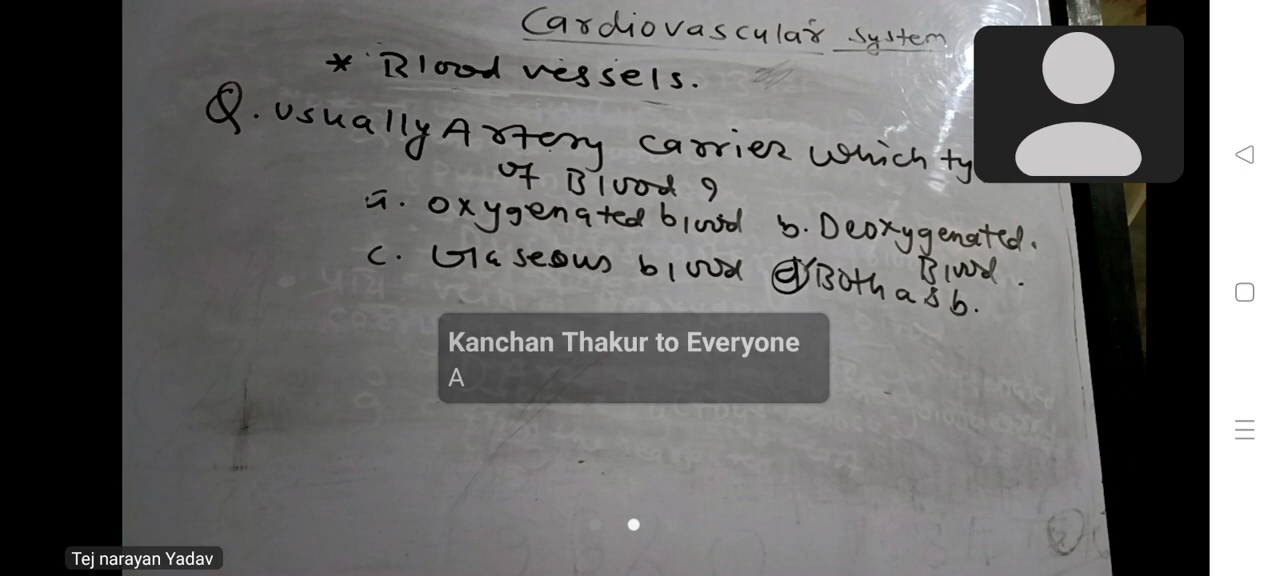 Cardiovascular system
* Blood vessels.
Q. usually Artery carries which ty
of Blood ?
a. oxygenated blood b. Deoxygenated.
Blood.
c. Gaseous blood d Both a & b.
Kanchan Thakur to Everyone
A
Tej narayan Yadav